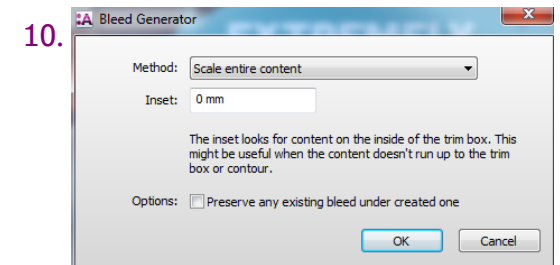 10.
:A Bleed Generator
EXTREMELY
Method: Scale entire content
Inset: 0 mm
The inset looks for content on the inside of the trim box. This
might be useful when the content doesn't run up to the trim
box or contour.
Options: Preserve any existing bleed under created one
OK Cancel